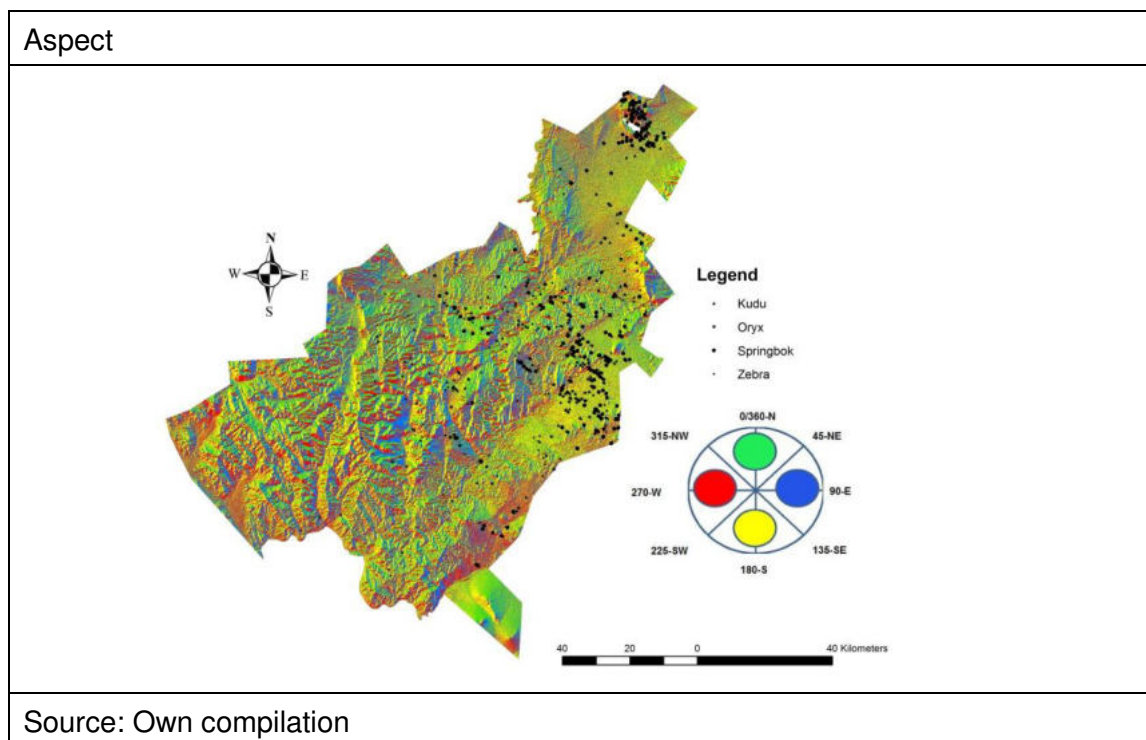 Aspect
N
W E
S
Legend
Kudu
Oryx
Springbok
Zebra
0/360-N
315-NW 45-NE
270-W 90-E
225-SW 135-SE
180-S
40 20 0 40 Kilometers
Source: Own compilation